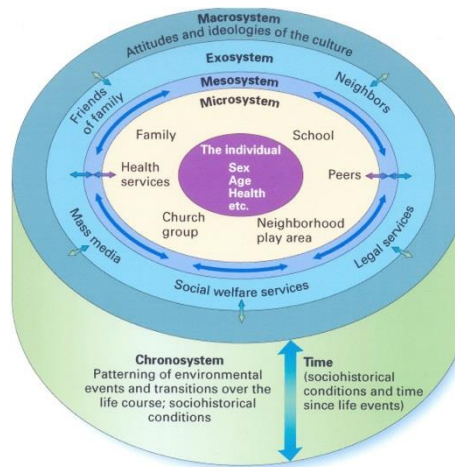 Macrosystem
Attitudes and ideologies of the culture
Exosystem
Mesosystem
Microsystem
Friends
of family
Neighbors
Family
School
The individual
Sex
Age
Health
etc.
Health
services
Peers
Church
group
Neighborhood
play area
Mass media
Legal services
Social welfare services
Chronosystem
Patterning of environmental
events and transitions over the
life course; sociohistorical
conditions
Time
(sociohistorical
conditions and time
since life events)